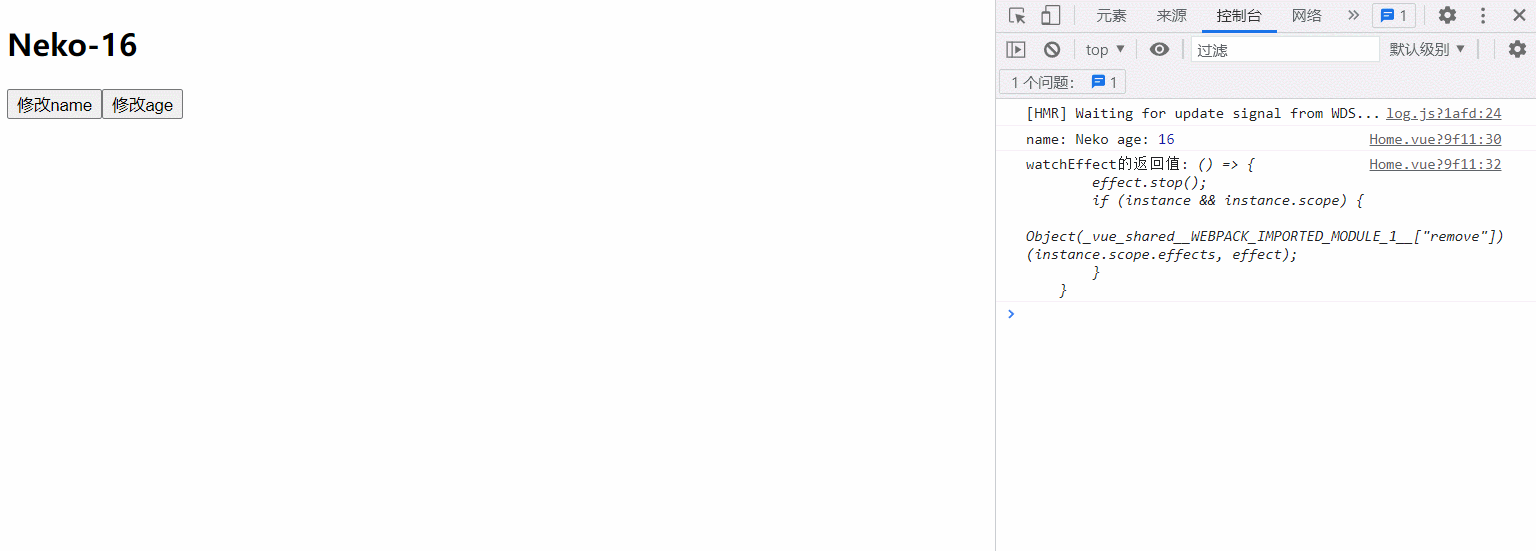 Neko-16
修改name 修改age
元素 来源 控制台 网络 » 1
top ▼ 过滤 默认级别 ▼
1 个问题： 1
[HMR] Waiting for update signal from WDS... log.js?1afd:24
name: Neko age: 16 Home.vue?9f11:30
watchEffect的返回值: () => { Home.vue?9f11:32
effect.stop();
if (instance && instance.scope) {
Object(_vue_shared__WEBPACK_IMPORTED_MODULE_1__["remove"])
(instance.scope.effects, effect);
}
}